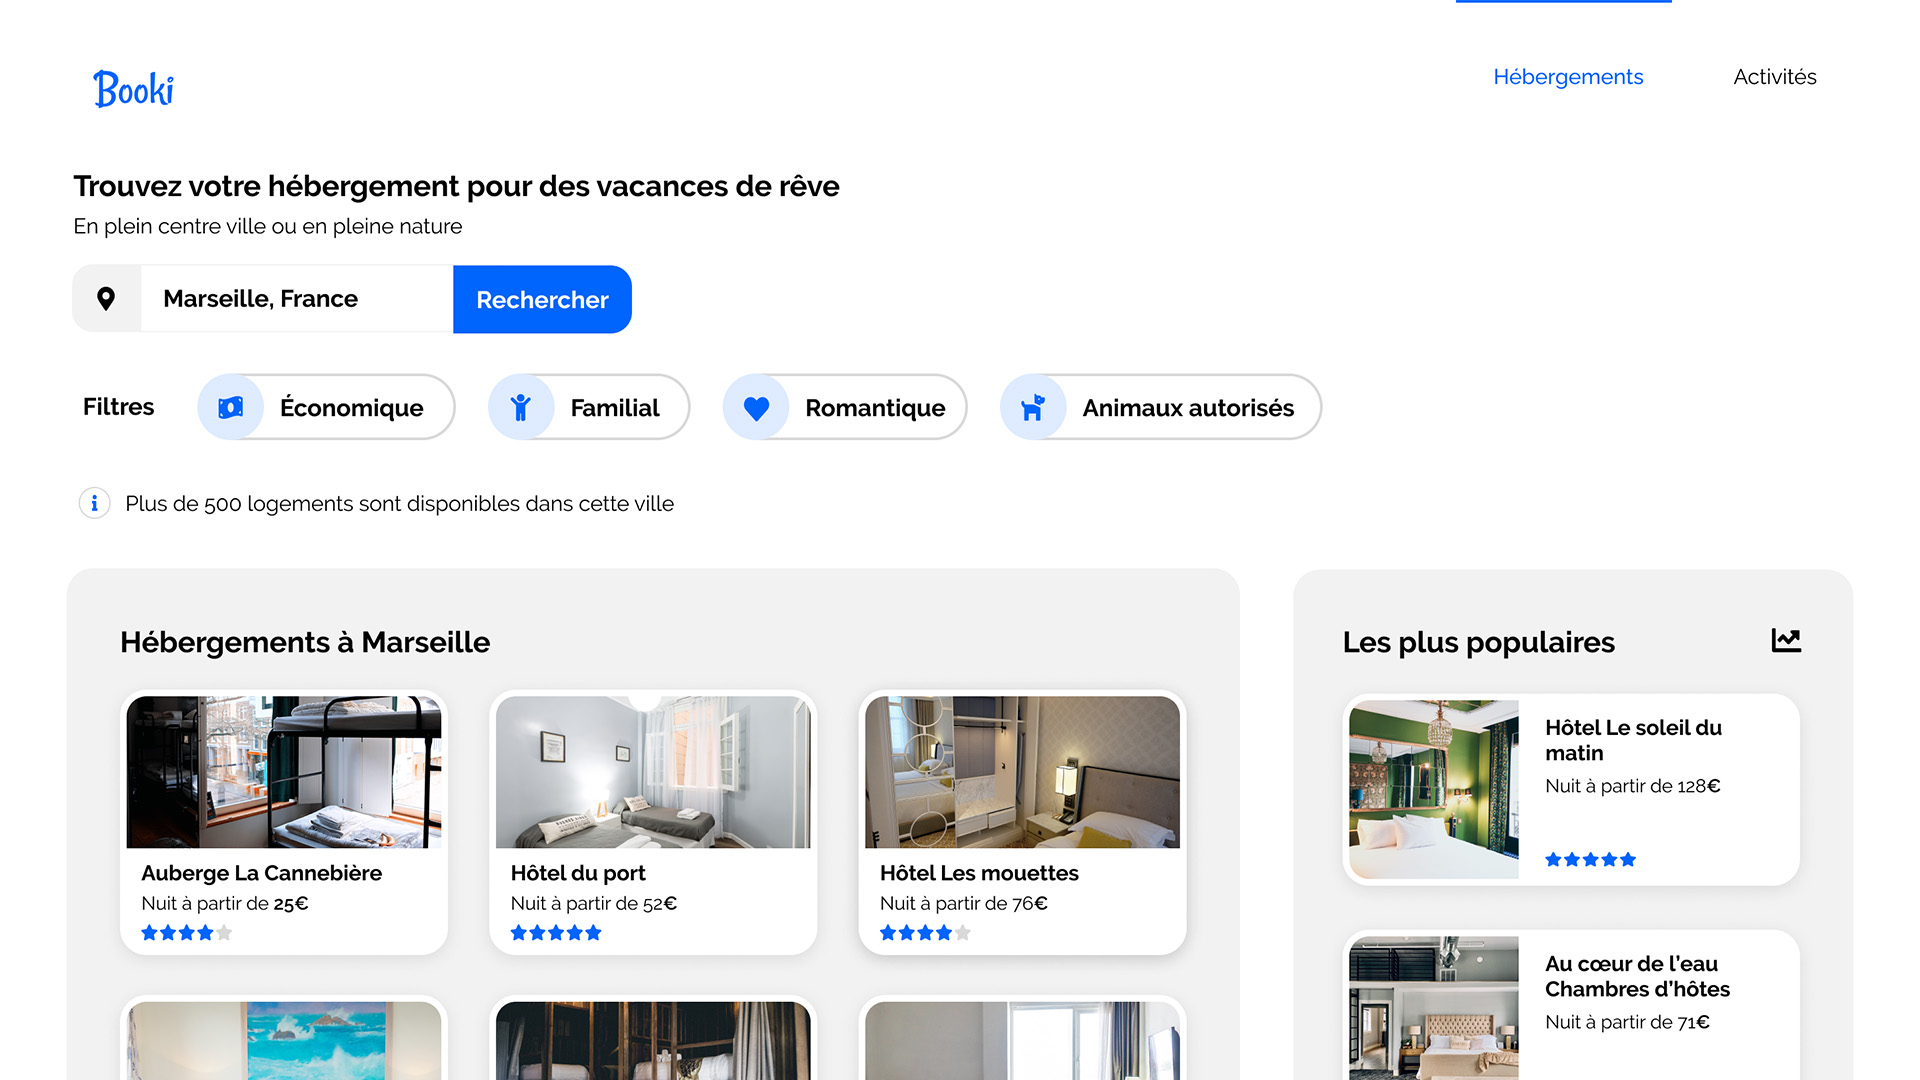 Booki
Hébergements
Activités
Trouvez votre hébergement pour des vacances de rêve
En plein centre ville ou en pleine nature
Marseille, France
Rechercher
Filtres
Économique
Familial
Romantique
Animaux autorisés
Plus de 500 logements sont disponibles dans cette ville
Hébergements à Marseille
Auberge La Cannebière
Nuit à partir de 25€
Hôtel du port
Nuit à partir de 52€
Hôtel Les mouettes
Nuit à partir de 76€
Les plus populaires
Hôtel Le soleil du
matin
Nuit à partir de 128€
Au cœur de l’eau
Chambres d’hôtes
Nuit à partir de 71€